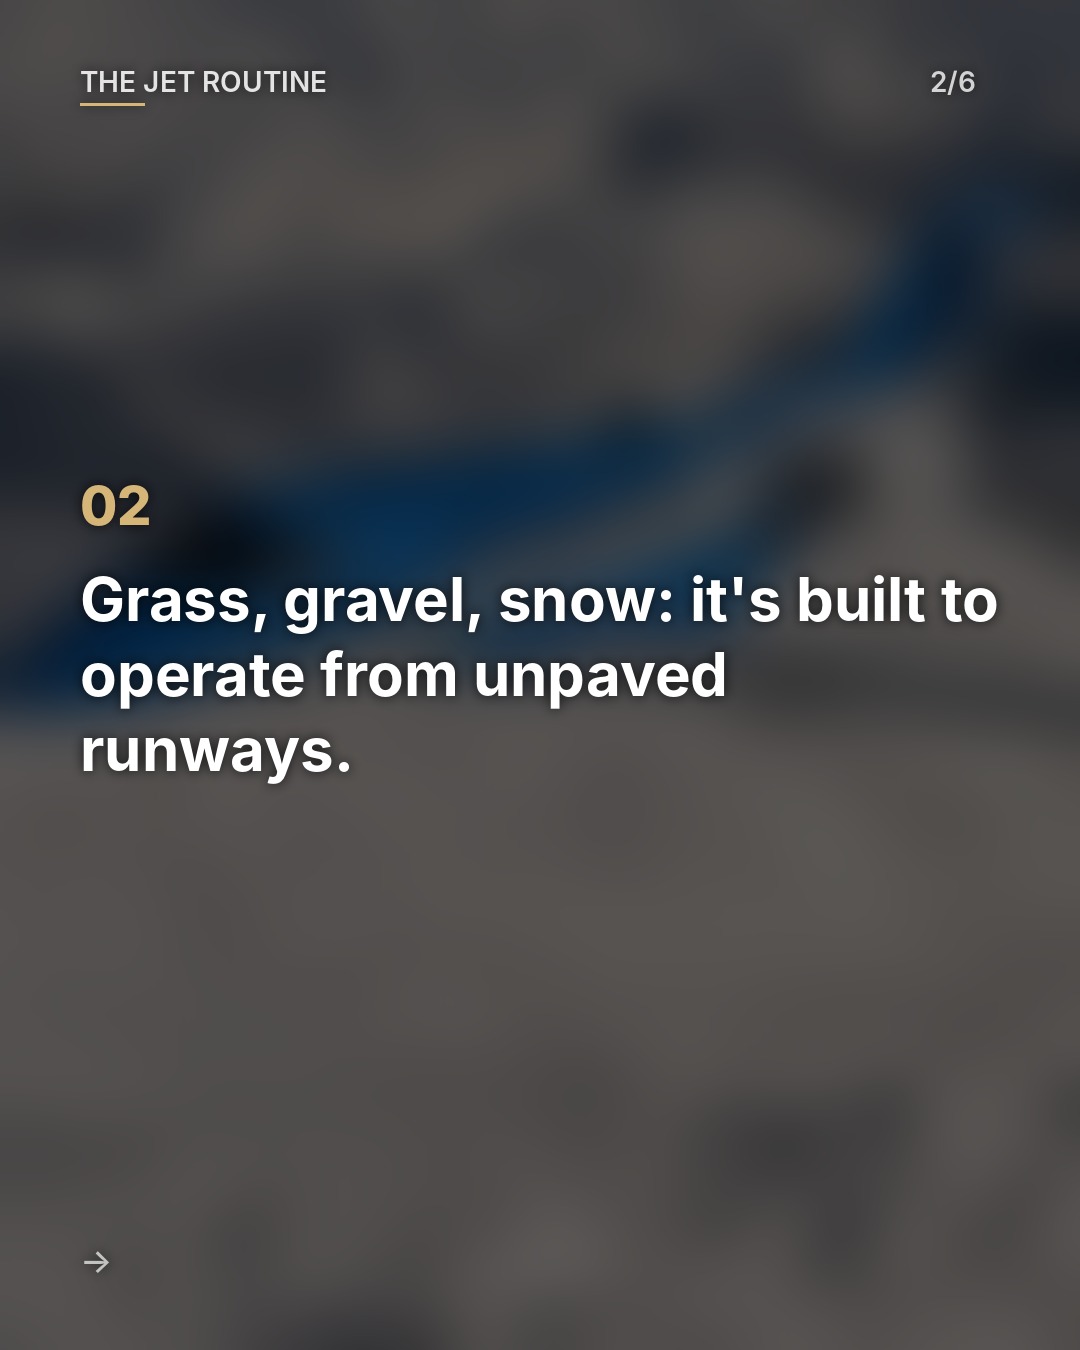 THE JET ROUTINE
2/6
02
Grass, gravel, snow: it's built to
operate from unpaved
runways.
→